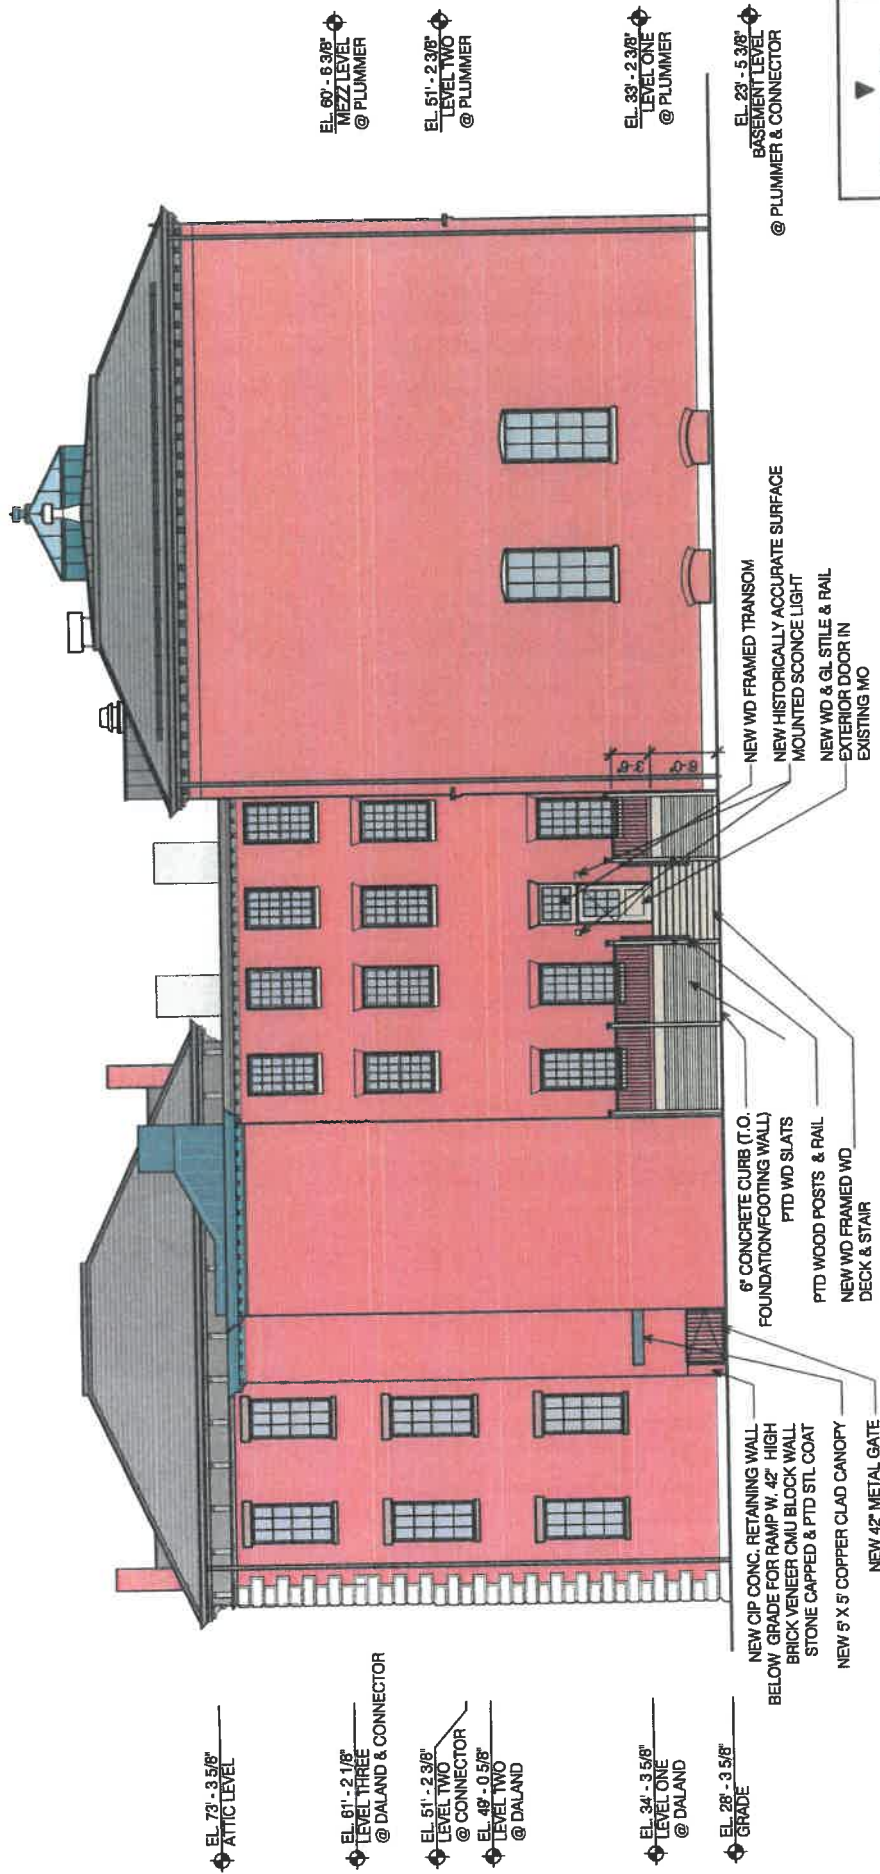 EL. 60' - 6 3/8"
MEZZ LEVEL
@ PLUMMER
EL. 51' - 2 3/8"
LEVEL TWO
@ PLUMMER
EL. 33' - 2 3/8"
LEVEL ONE
@ PLUMMER
EL. 23' - 5 3/8"
BASEMENT LEVEL
@ PLUMMER & CONNECTOR
3'-6"
6'-0"
NEW WD FRAMED TRANSOM
NEW HISTORICALLY ACCURATE SURFACE
MOUNTED SCONCE LIGHT
NEW WD & GL STILE & RAIL
EXTERIOR DOOR IN
EXISTING MO
6" CONCRETE CURB (T.O.
FOUNDATION/FOOTING WALL)
PTD WD SLATS
PTD WOOD POSTS & RAIL
NEW WD FRAMED WD
DECK & STAIR
NEW CIP CONC. RETAINING WALL
BELOW GRADE FOR RAMP W. 42" HIGH
BRICK VENEER CMU BLOCK WALL
STONE CAPPED & PTD STL COAT
NEW 5' X 5' COPPER CLAD CANOPY
NEW 42" METAL GATE
EL. 73' - 3 5/8"
ATTIC LEVEL
EL. 61' - 2 1/8"
LEVEL THREE
@ DALAND & CONNECTOR
EL. 51' - 2 3/8"
LEVEL TWO
@ CONNECTOR
EL. 49' - 0 5/8"
LEVEL TWO
@ DALAND
EL. 34' - 3 5/8"
LEVEL ONE
@ DALAND
EL. 28' - 3 5/8"
GRADE